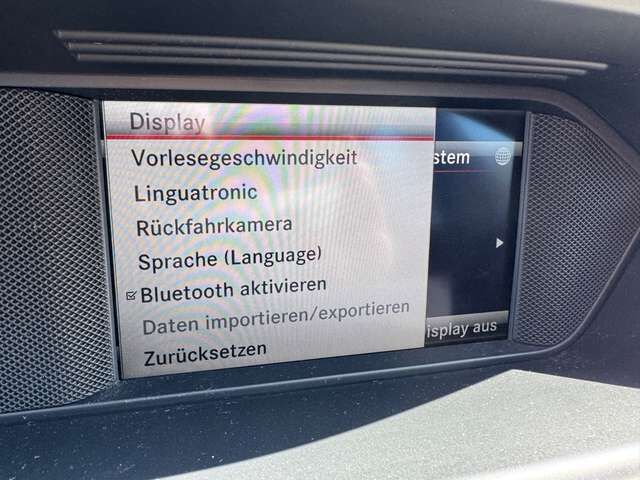 Display
Vorlesegeschwindigkeit
stem
Linguatronic
Rückfahrkamera
Sprache (Language)
Bluetooth aktivieren
Daten importieren/exportieren
isplay aus
Zurücksetzen